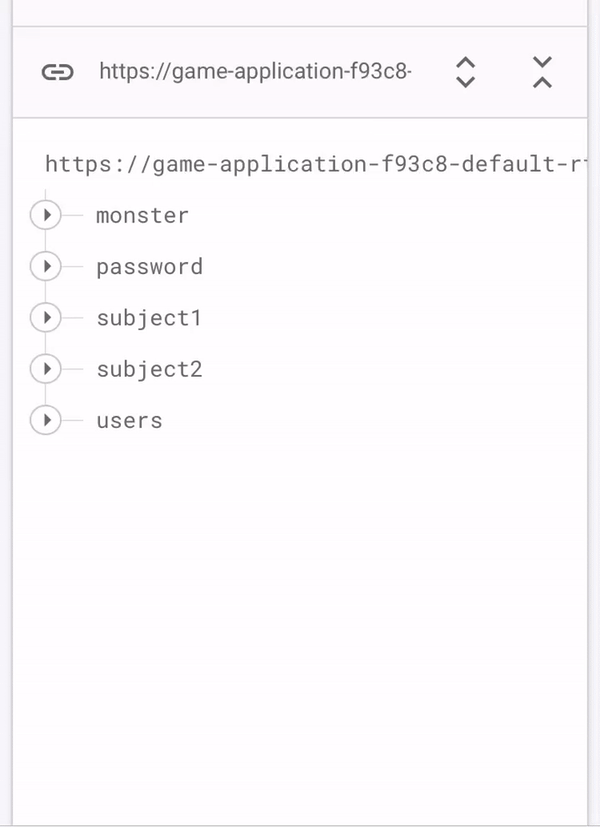 https://game-application-f93c8-
https://game-application-f93c8-default-r
monster
password
subject1
subject2
users